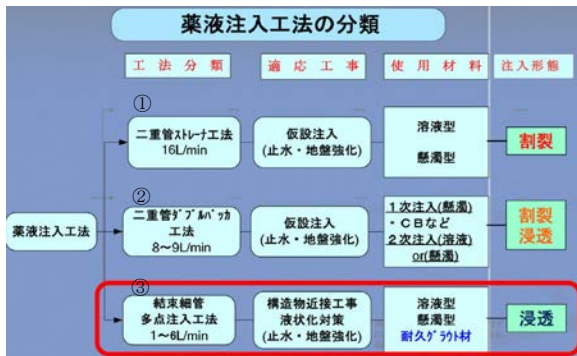 薬液注入工法の分類
工法分類
適応工事
使用材料
注入形態
薬液注入工法
①
二重管ストレーナ工法
16L/min
仮設注入
(止水・地盤強化)
溶液型
懸濁型
割裂
②
二重管ダブルパッカ
工法
8〜9L/min
仮設注入
(止水・地盤強化)
1次注入(懸濁)
・CBなど
2次注入(溶液)
or(懸濁)
割裂
浸透
③
結束細管
多点注入工法
1〜6L/min
構造物近接工事
液状化対策
(止水・地盤強化)
溶液型
懸濁型
耐久グラウト材
浸透